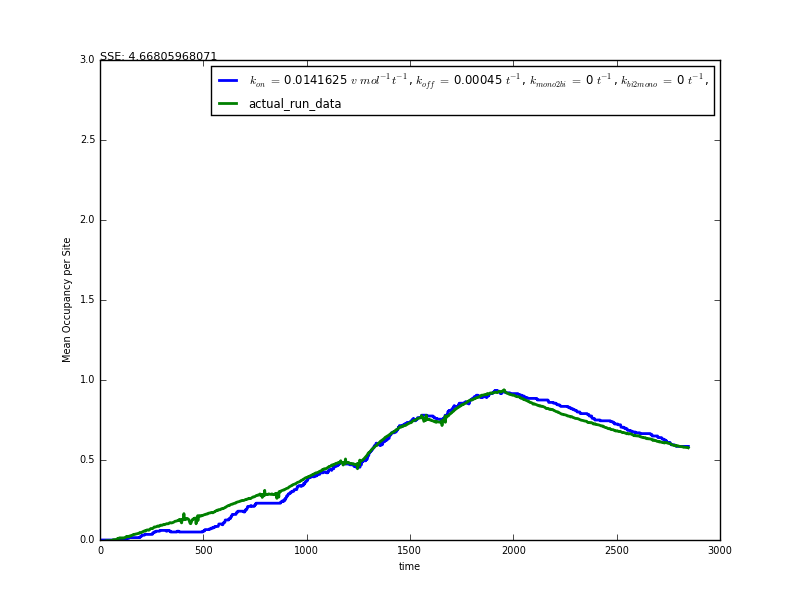 SSE: 4.66805968071
k_on = 0.0141625 v mol^−1 t^−1, k_off = 0.00045 t^−1, k_mono2bi = 0 t^−1, k_bi2mono = 0 t^−1,
actual_run_data
3.0
2.5
2.0
1.5
1.0
0.5
0.0
Mean Occupancy per Site
0 500 1000 1500 2000 2500 3000
time